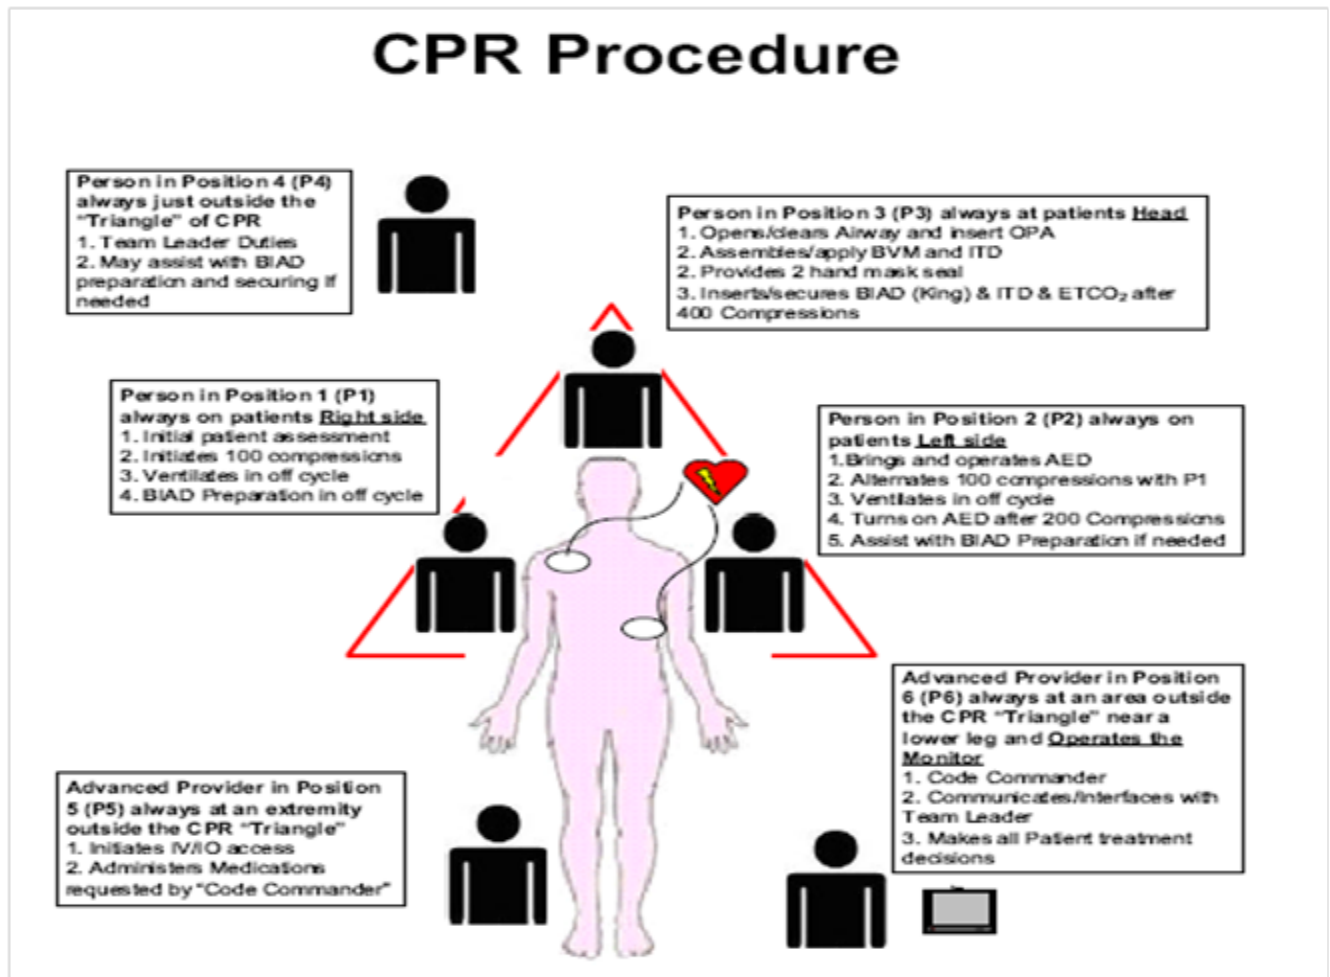 CPR Procedure
Person in Position 4 (P4)
always just outside the
"Triangle" of CPR
1. Team Leader Duties
2. May assist with BIAD
preparation and securing if
needed
Person in Position 3 (P3) always at patients Head
1. Opens/clears Airway and insert OPA
2. Assembles/apply BVM and ITD
2. Provides 2 hand mask seal
3. Inserts/secures BIAD (King) & ITD & ETCO₂ after
400 Compressions
Person in Position 1 (P1)
always on patients Right side
1. Initial patient assessment
2. Initiates 100 compressions
3. Ventilates in off cycle
4. BIAD Preparation in off cycle
Person in Position 2 (P2) always on
patients Left side
1.Brings and operates AED
2. Alternates 100 compressions with P1
3. Ventilates in off cycle
4. Turns on AED after 200 Compressions
5. Assist with BIAD Preparation if needed
Advanced Provider in Position
5 (P5) always at an extremity
outside the CPR "Triangle"
1. Initiates IV/IO access
2. Administers Medications
requested by "Code Commander"
Advanced Provider in Position
6 (P6) always at an area outside
the CPR "Triangle" near a
lower leg and Operates the
Monitor
1. Code Commander
2. Communicates/Interfaces with
Team Leader
3. Makes all Patient treatment
decisions